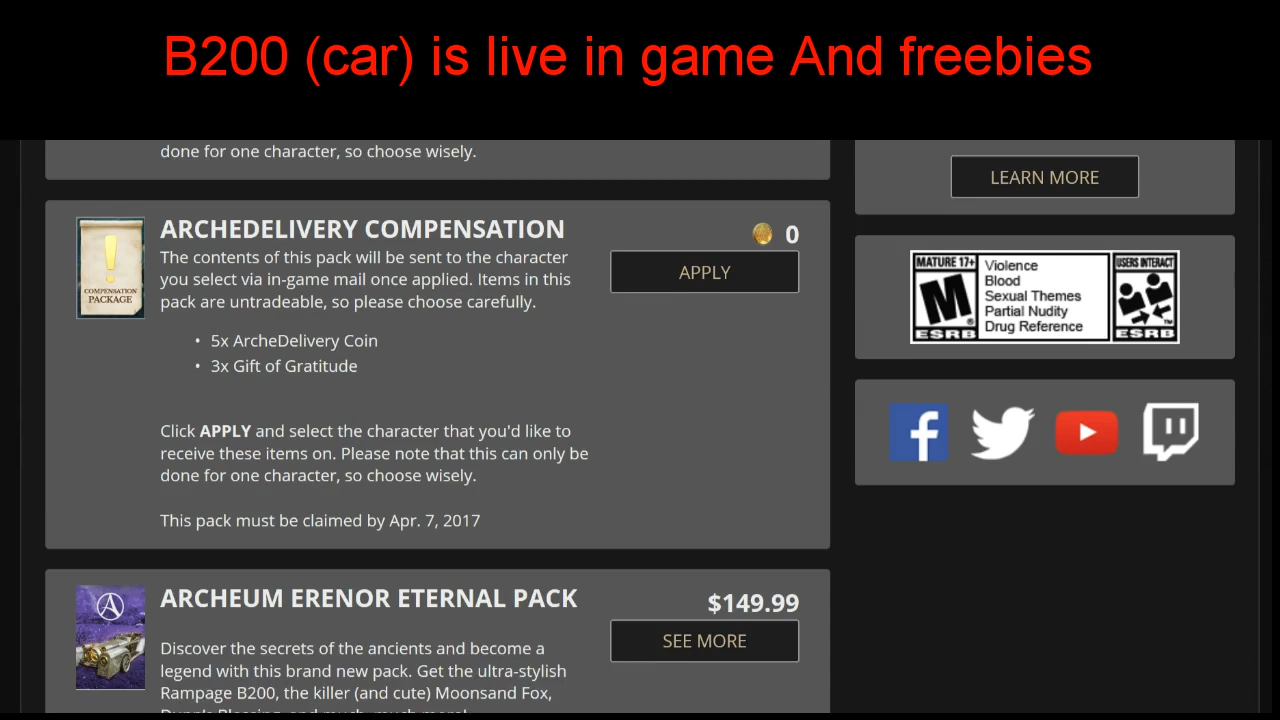 B200 (car) is live in game And freebies
done for one character, so choose wisely.
LEARN MORE
ARCHEDELIVERY COMPENSATION
0
The contents of this pack will be sent to the character
you select via in-game mail once applied. Items in this
pack are untradeable, so please choose carefully.
APPLY
COMPENSATION
PACKAGE
• 5x ArcheDelivery Coin
• 3x Gift of Gratitude
Click APPLY and select the character that you'd like to
receive these items on. Please note that this can only be
done for one character, so choose wisely.
This pack must be claimed by Apr. 7, 2017
MATURE 17+
M
ESRB
Violence
Blood
Sexual Themes
Partial Nudity
Drug Reference
USERS INTERACT
ESRB
ARCHEUM ERENOR ETERNAL PACK
$149.99
SEE MORE
Discover the secrets of the ancients and become a
legend with this brand new pack. Get the ultra-stylish
Rampage B200, the killer (and cute) Moonsand Fox,